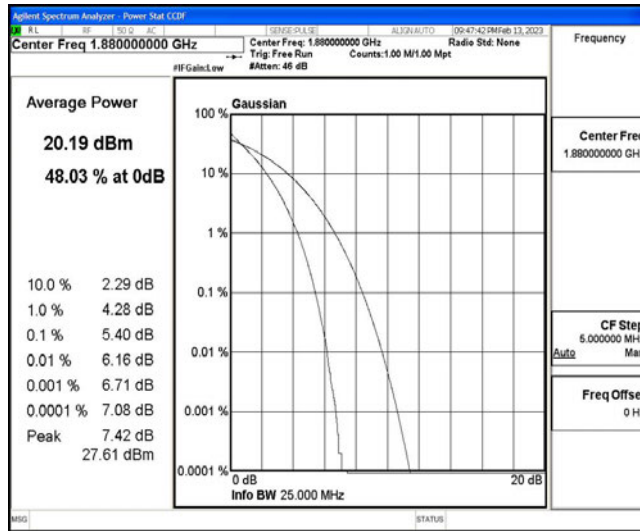 Agilent Spectrum Analyzer - Power Stat CCDF
RL RF 50 Ω AC SENSE:PULSE ALIGN AUTO 09:47:42 PM Feb 13, 2023
Center Freq 1.880000000 GHz
Center Freq: 1.880000000 GHz Radio Std: None
Trig: Free Run Counts:1.00 M/1.00 Mpt
#IFGain:Low #Atten: 46 dB
Frequency
Average Power
20.19 dBm
48.03 % at 0dB
10.0 % 2.29 dB
1.0 % 4.28 dB
0.1 % 5.40 dB
0.01 % 6.16 dB
0.001 % 6.71 dB
0.0001 % 7.08 dB
Peak 7.42 dB
27.61 dBm
Gaussian
100 %
10 %
1 %
0.1 %
0.01 %
0.001 %
0.0001 %
0 dB 20 dB
Info BW 25.000 MHz
Center Fre
1.880000000 GH
CF Step
5.000000 MH
Auto Ma
Freq Offse
0 H
MSG STATUS